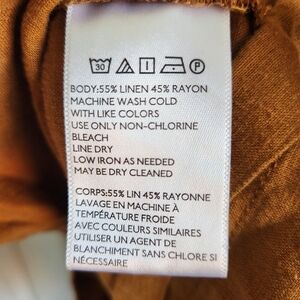 30 P
BODY:55% LINEN 45% RAYON
MACHINE WASH COLD
WITH LIKE COLORS
USE ONLY NON-CHLORINE
BLEACH
LINE DRY
LOW IRON AS NEEDED
MAY BE DRY CLEANED
CORPS:55% LIN 45% RAYONNE
LAVAGE EN MACHINE À
TEMPÉRATURE FROIDE
AVEC COULEURS SIMILAIRES
UTILISER UN AGENT DE
BLANCHIMENT SANS CHLORE SI
NÉCESSAIRE